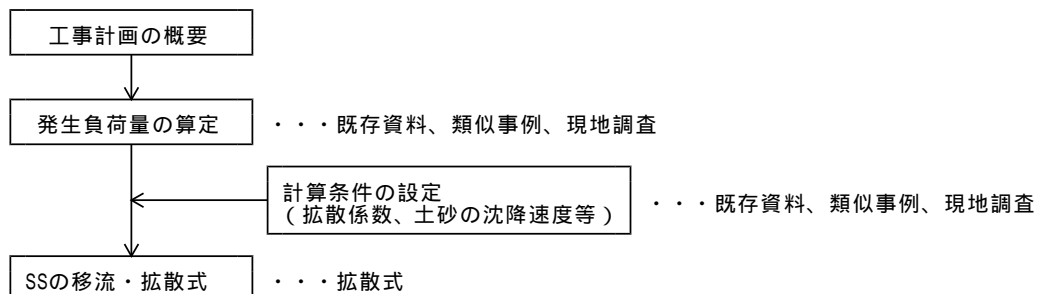 工事計画の概要
発生負荷量の算定 ・・・既存資料、類似事例、現地調査
計算条件の設定
(拡散係数、土砂の沈降速度等) ・・・既存資料、類似事例、現地調査
SSの移流・拡散式 ・・・拡散式